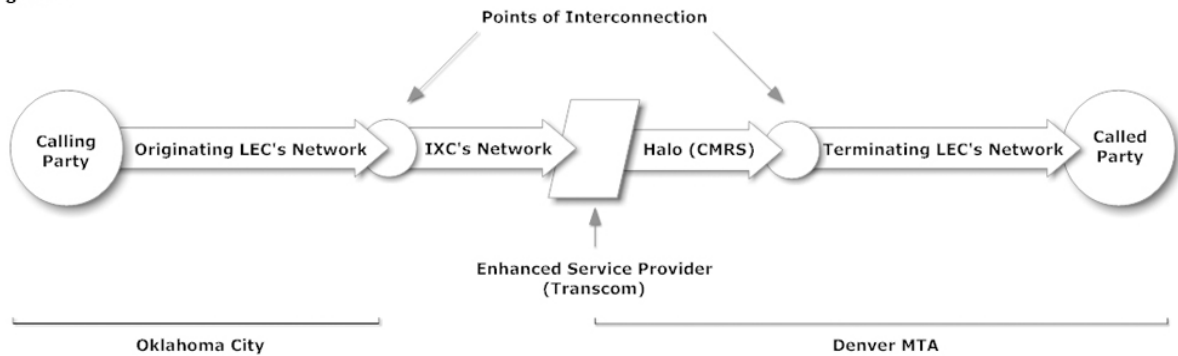 Points of Interconnection
Calling
Party
Originating LEC's Network
IXC's Network
Halo (CMRS)
Terminating LEC's Network
Called
Party
Enhanced Service Provider
(Transcom)
Oklahoma City
Denver MTA